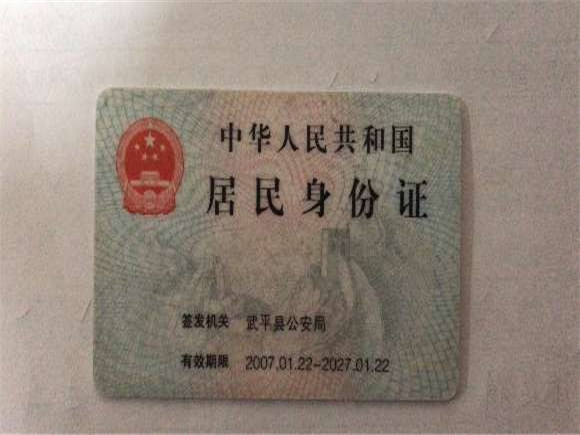 中华人民共和国
居民身份证
签发机关 武平县公安局
有效期限 2007.01.22-2027.01.22